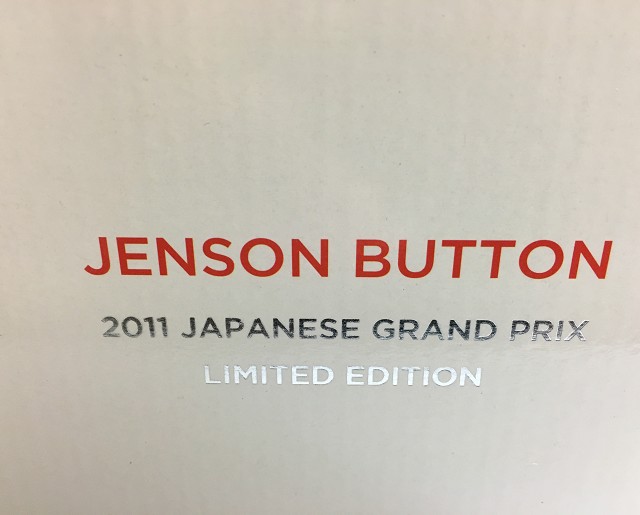 JENSON BUTTON
2011 JAPANESE GRAND PRIX
LIMITED EDITION